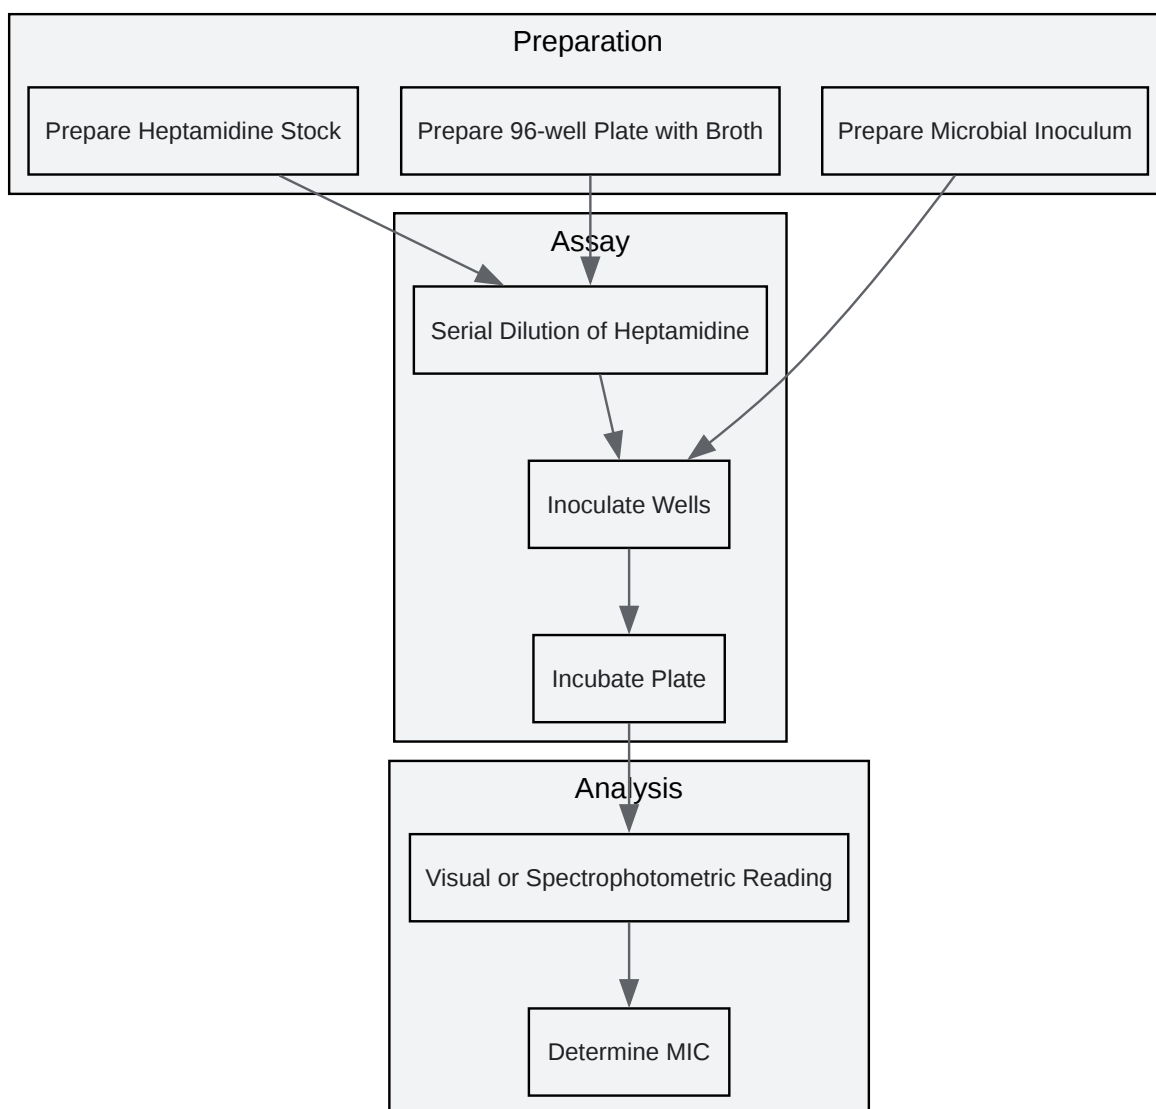 Preparation
Prepare Heptamidine Stock
Prepare 96-well Plate with Broth
Prepare Microbial Inoculum
Assay
Serial Dilution of Heptamidine
Inoculate Wells
Incubate Plate
Analysis
Visual or Spectrophotometric Reading
Determine MIC